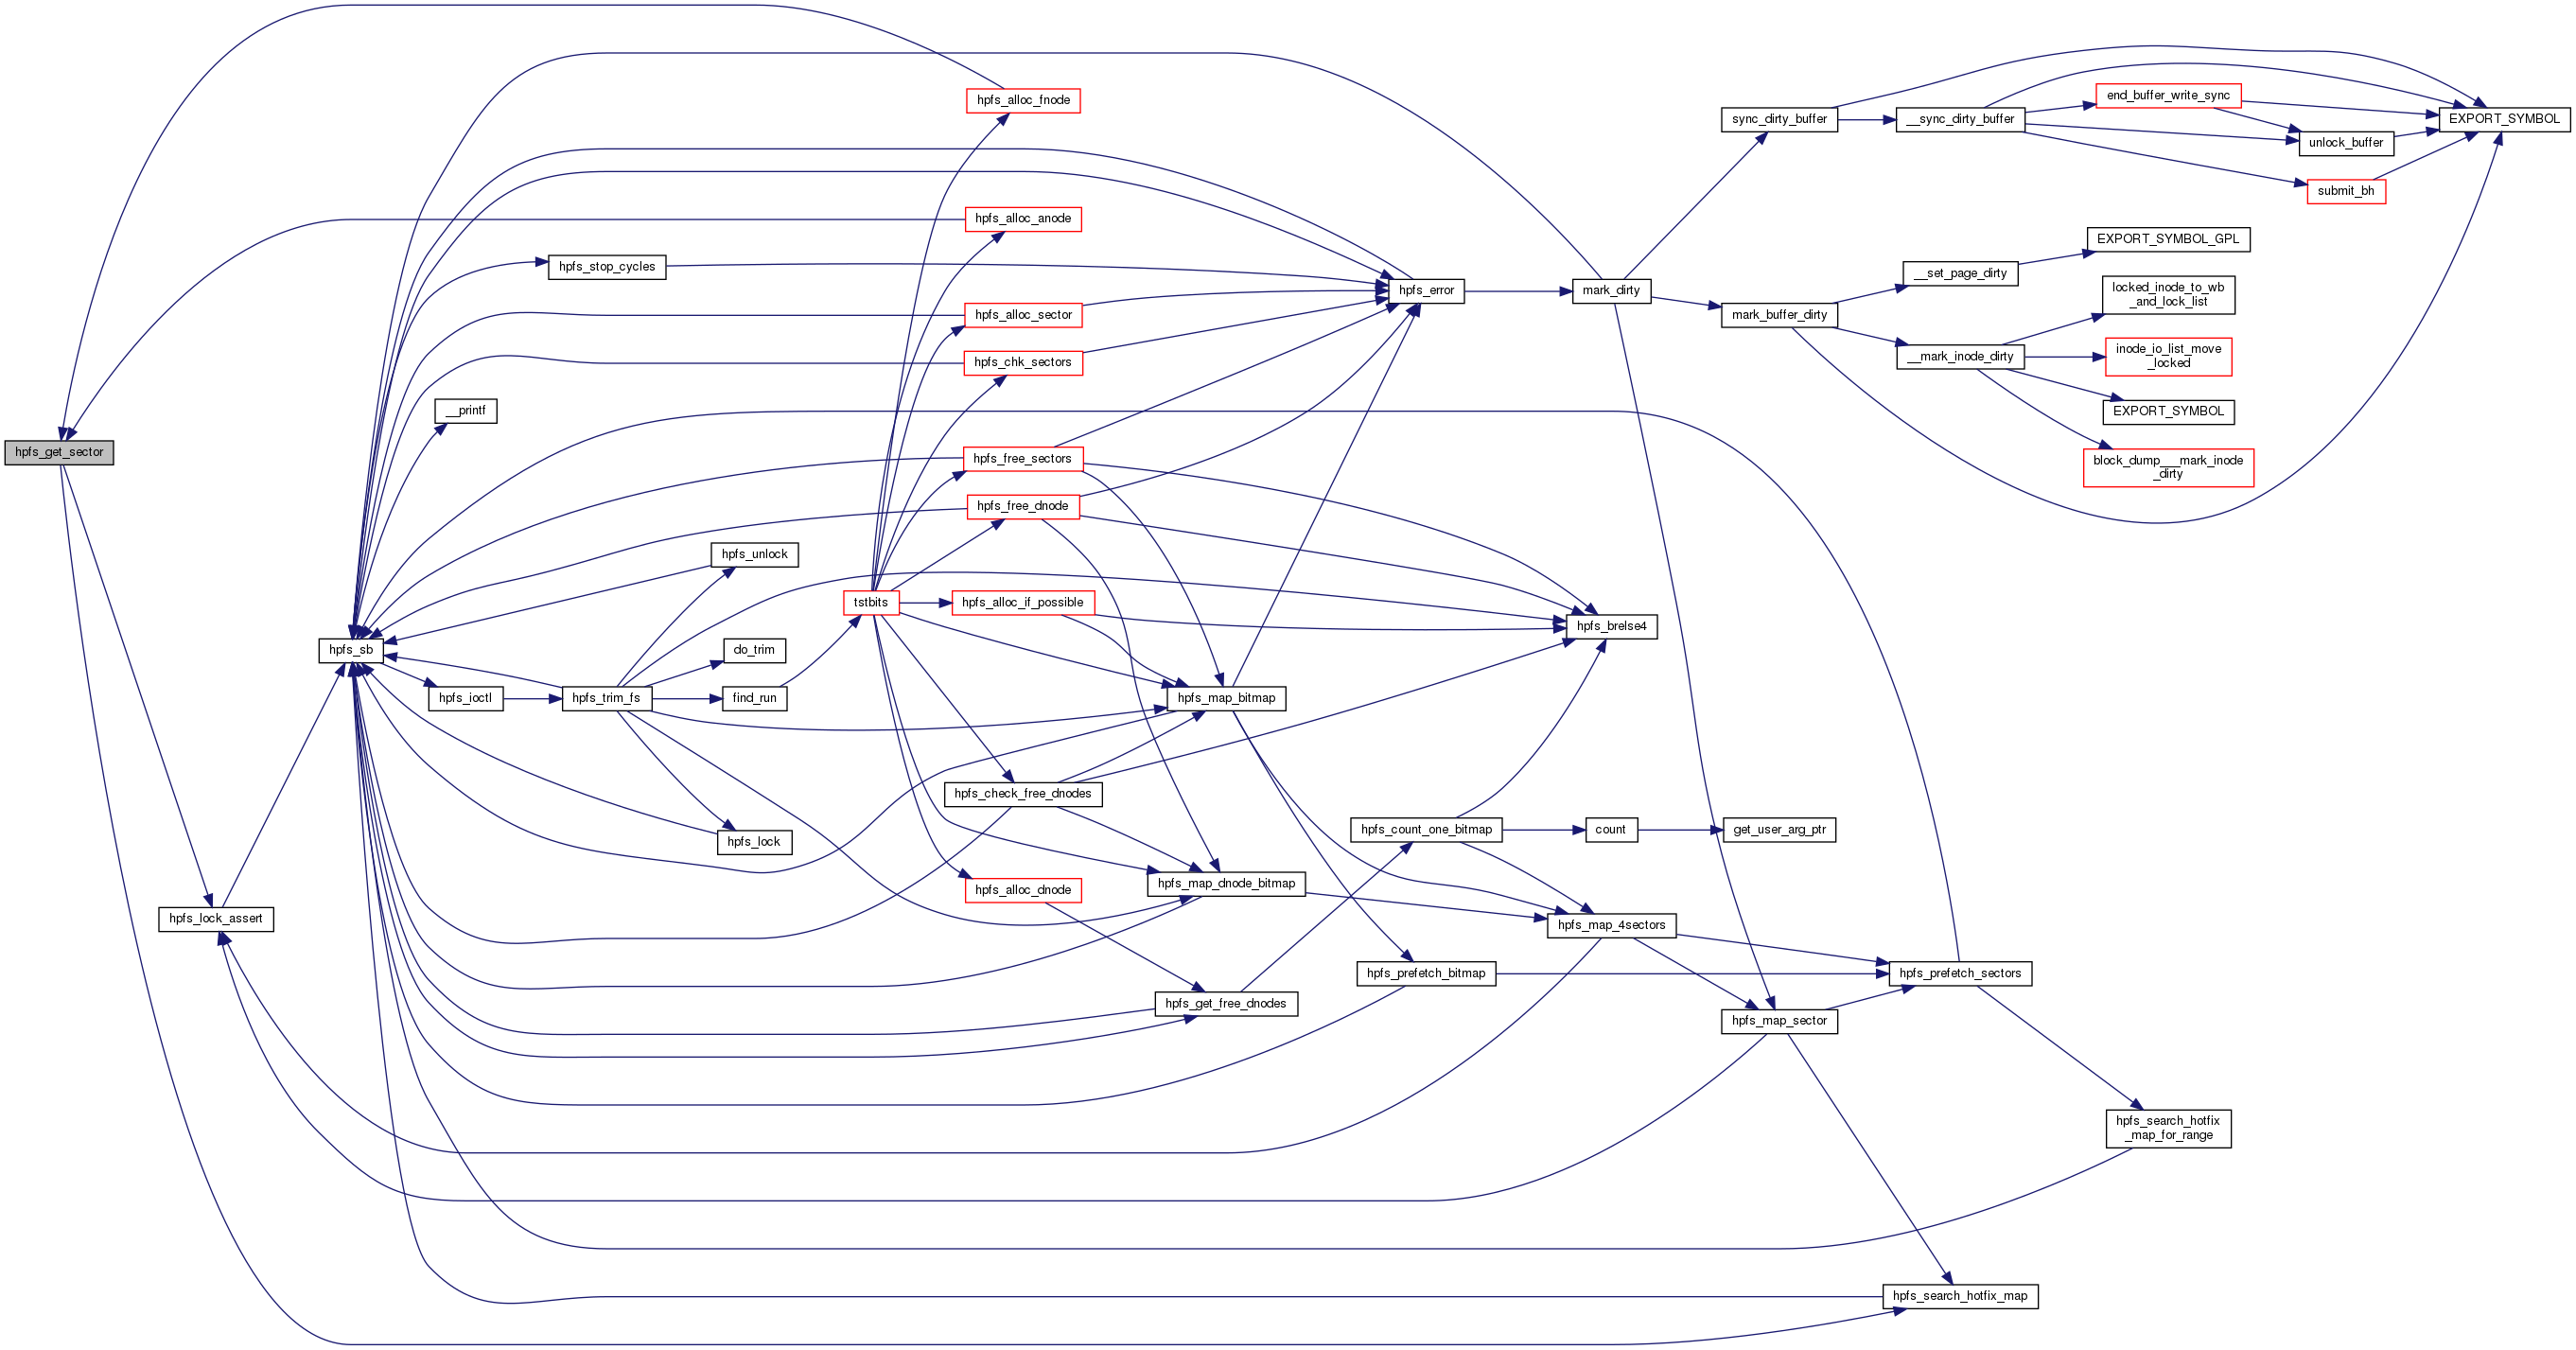 hpfs_get_sector
hpfs_lock_assert
hpfs_sb
__printf
hpfs_ioctl
hpfs_stop_cycles
hpfs_trim_fs
hpfs_unlock
do_trim
find_run
hpfs_lock
tstbits
hpfs_alloc_fnode
hpfs_alloc_anode
hpfs_alloc_sector
hpfs_chk_sectors
hpfs_free_sectors
hpfs_free_dnode
hpfs_alloc_if_possible
hpfs_check_free_dnodes
hpfs_alloc_dnode
hpfs_map_bitmap
hpfs_map_dnode_bitmap
hpfs_get_free_dnodes
hpfs_error
hpfs_count_one_bitmap
hpfs_prefetch_bitmap
mark_dirty
hpfs_brelse4
count
hpfs_map_4sectors
sync_dirty_buffer
mark_buffer_dirty
get_user_arg_ptr
hpfs_map_sector
__sync_dirty_buffer
__set_page_dirty
__mark_inode_dirty
hpfs_prefetch_sectors
hpfs_search_hotfix_map
end_buffer_write_sync
unlock_buffer
submit_bh
EXPORT_SYMBOL
EXPORT_SYMBOL_GPL
locked_inode_to_wb
_and_lock_list
inode_io_list_move
_locked
EXPORT_SYMBOL
block_dump___mark_inode
_dirty
hpfs_search_hotfix
_map_for_range